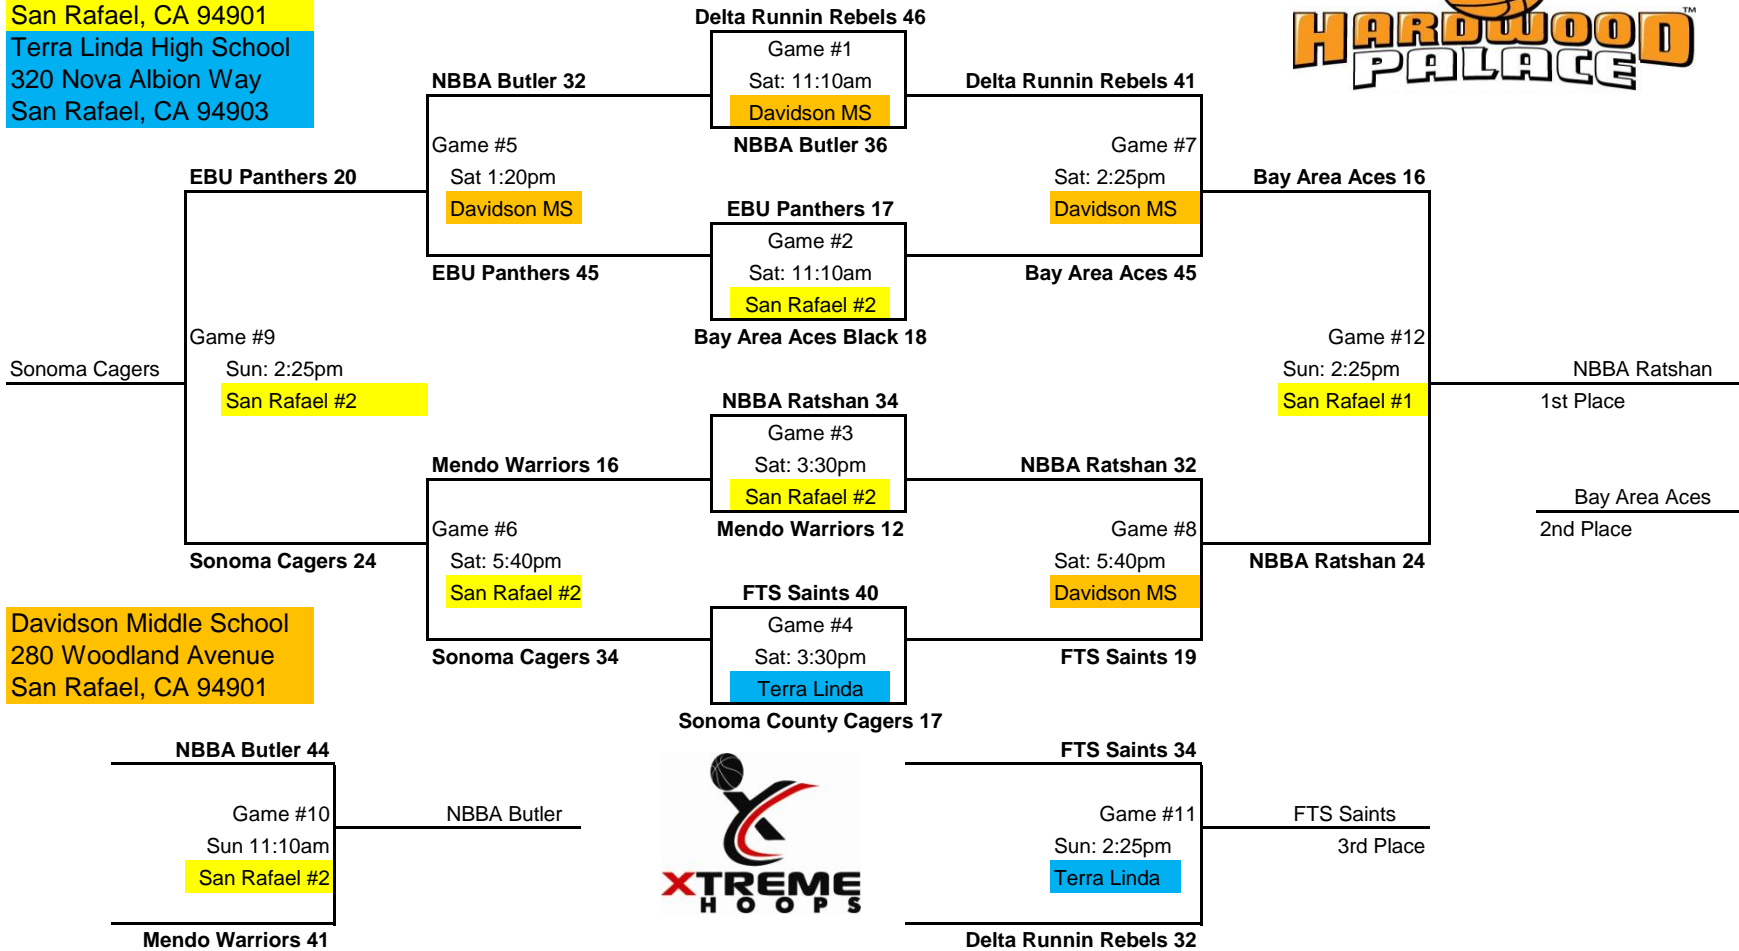 San Rafael, CA 94901
Terra Linda High School
320 Nova Albion Way
San Rafael, CA 94903
HARDWOOD
PALACE
™
Delta Runnin Rebels 46
Game #1
Sat: 11:10am
Davidson MS
NBBA Butler 36
NBBA Butler 32
Game #5
Sat 1:20pm
Davidson MS
EBU Panthers 45
Delta Runnin Rebels 41
Game #7
Sat: 2:25pm
Davidson MS
Bay Area Aces 45
EBU Panthers 20
Bay Area Aces 16
EBU Panthers 17
Game #2
Sat: 11:10am
San Rafael #2
Bay Area Aces Black 18
Game #9
Sun: 2:25pm
San Rafael #2
Sonoma Cagers
Game #12
Sun: 2:25pm
San Rafael #1
NBBA Ratshan
1st Place
NBBA Ratshan 34
Game #3
Sat: 3:30pm
San Rafael #2
Mendo Warriors 12
Mendo Warriors 16
Game #6
Sat: 5:40pm
San Rafael #2
Sonoma Cagers 34
NBBA Ratshan 32
Game #8
Sat: 5:40pm
Davidson MS
FTS Saints 19
Bay Area Aces
2nd Place
Sonoma Cagers 24
NBBA Ratshan 24
FTS Saints 40
Game #4
Sat: 3:30pm
Terra Linda
Sonoma County Cagers 17
Davidson Middle School
280 Woodland Avenue
San Rafael, CA 94901
NBBA Butler 44
Game #10
Sun 11:10am
San Rafael #2
Mendo Warriors 41
NBBA Butler
XTREME
HOOPS
FTS Saints 34
Game #11
Sun: 2:25pm
Terra Linda
Delta Runnin Rebels 32
FTS Saints
3rd Place